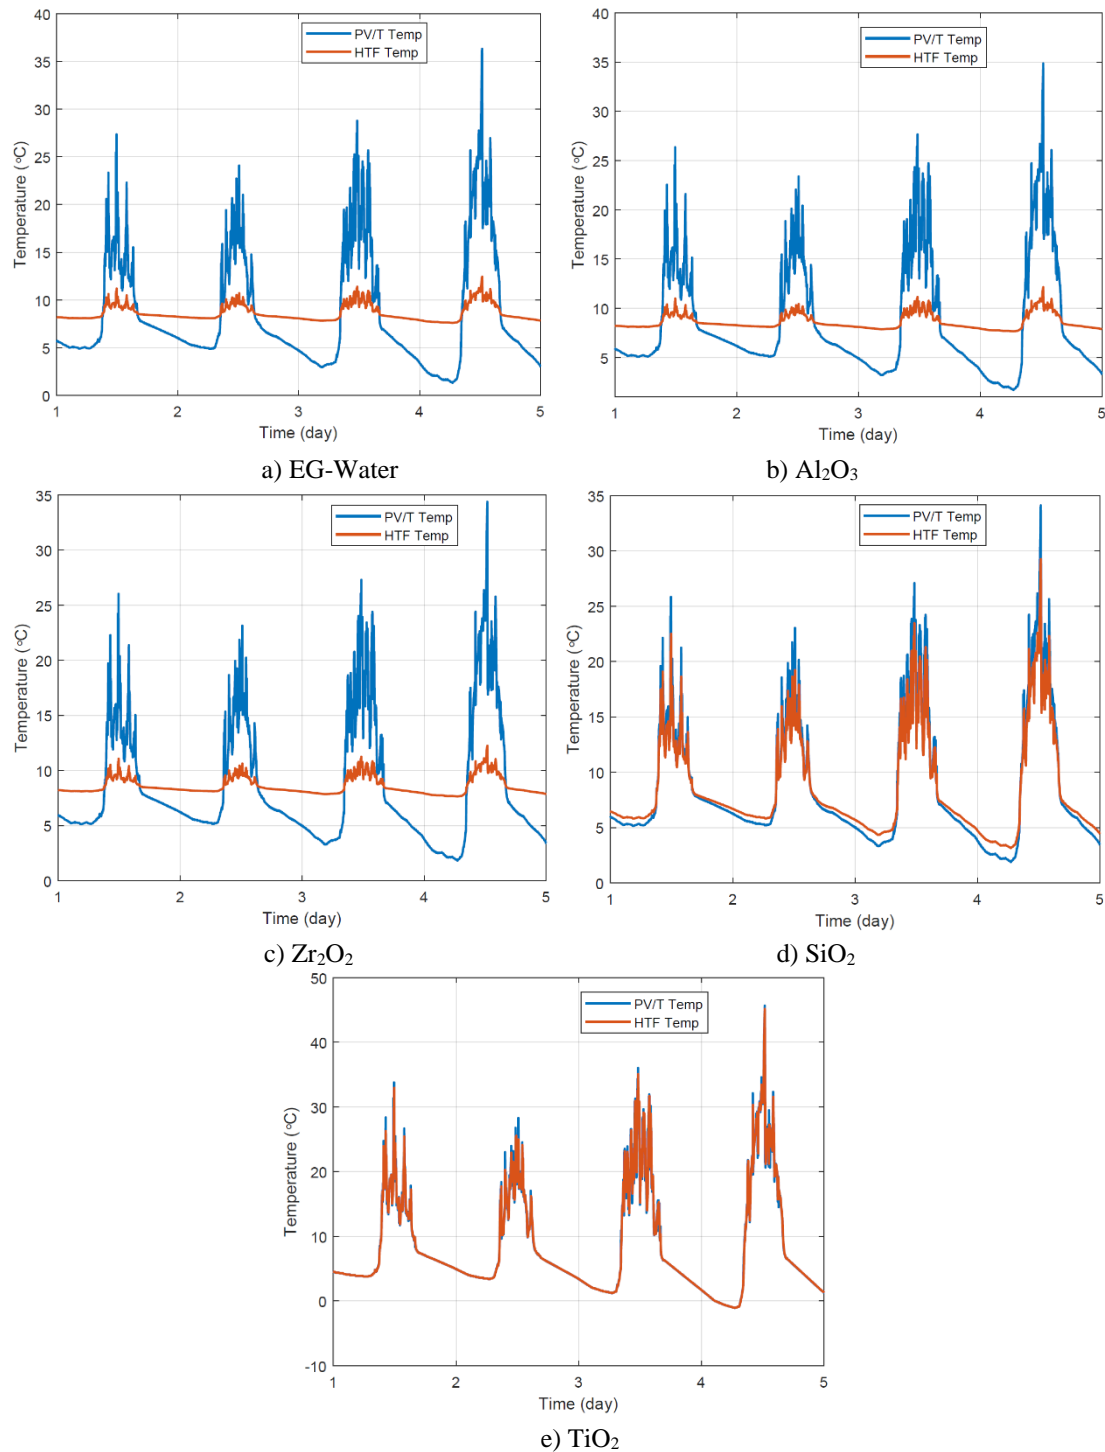 40
35
30
25
20
15
10
5
0
Temperature (°C)
PV/T Temp
HTF Temp
1 2 3 4 5
Time (day)
a) EG-Water
40
35
30
25
20
15
10
5
Temperature (°C)
PV/T Temp
HTF Temp
1 2 3 4 5
Time (day)
b) Al₂O₃
35
30
25
20
15
10
5
0
Temperature (°C)
PV/T Temp
HTF Temp
1 2 3 4 5
Time (day)
c) Zr₂O₂
35
30
25
20
15
10
5
0
Temperature (°C)
PV/T Temp
HTF Temp
1 2 3 4 5
Time (day)
d) SiO₂
50
40
30
20
10
0
-10
Temperature (°C)
PV/T Temp
HTF Temp
1 2 3 4 5
Time (day)
e) TiO₂